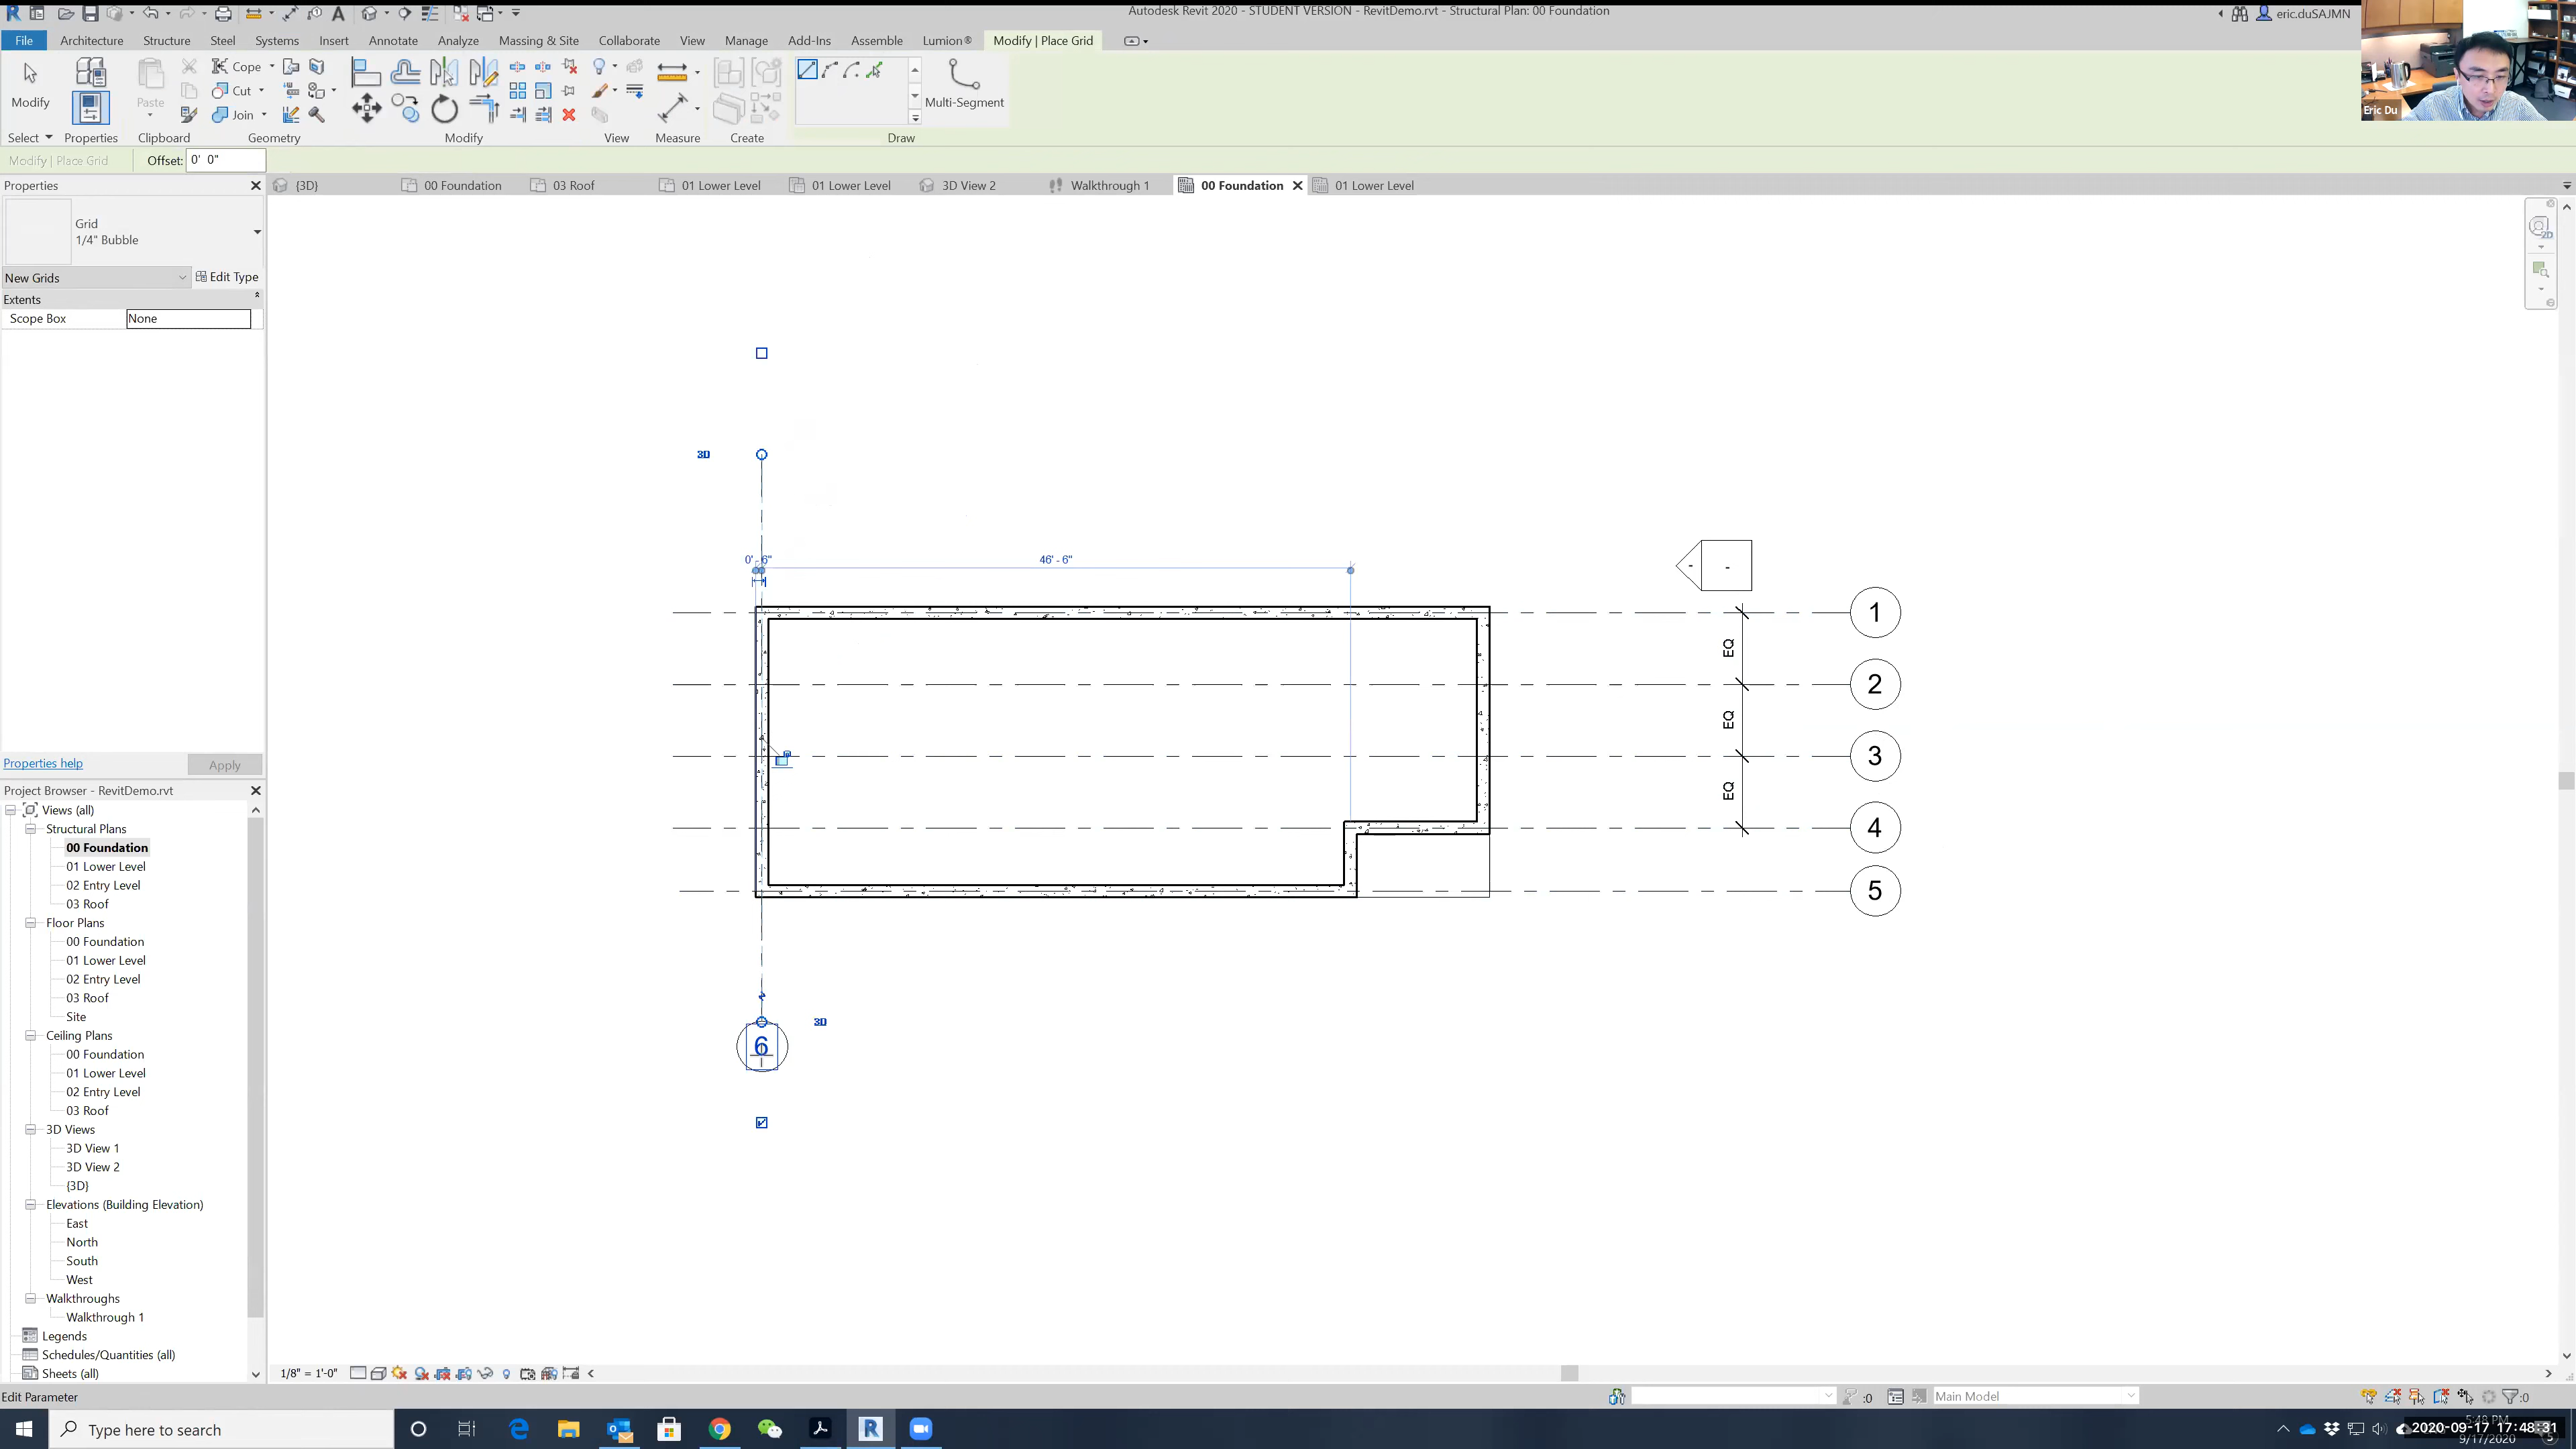 Autodesk Revit 2020 - STUDENT VERSION - RevitDemo.rvt - Structural Plan: 00 Foundation
eric.duSAJMN
File Architecture Structure Steel Systems Insert Annotate Analyze Massing & Site Collaborate View Manage Add-Ins Assemble Lumion® Modify | Place Grid
Modify
Paste
Cope
Cut
Join
Multi-Segment
Eric Du
Select Properties Clipboard Geometry Modify View Measure Create Draw
Modify | Place Grid Offset: 0' 0"
Properties
{3D} 00 Foundation 03 Roof 01 Lower Level 01 Lower Level 3D View 2 Walkthrough 1 00 Foundation 01 Lower Level
Grid
1/4" Bubble
New Grids Edit Type
Extents
Scope Box None
Properties help Apply
3D
0' - 6" 46' - 6"
- -
1
EQ
2
EQ
3
EQ
4
5
3D
6
Project Browser - RevitDemo.rvt
Views (all)
Structural Plans
00 Foundation
01 Lower Level
02 Entry Level
03 Roof
Floor Plans
00 Foundation
01 Lower Level
02 Entry Level
03 Roof
Site
Ceiling Plans
00 Foundation
01 Lower Level
02 Entry Level
03 Roof
3D Views
3D View 1
3D View 2
{3D}
Elevations (Building Elevation)
East
North
South
West
Walkthroughs
Walkthrough 1
Legends
Schedules/Quantities (all)
Sheets (all)
1/8" = 1'-0"
Edit Parameter
:0 Main Model :0
Type here to search
5:48 PM
2020-09-17 17:48:31
9/17/2020